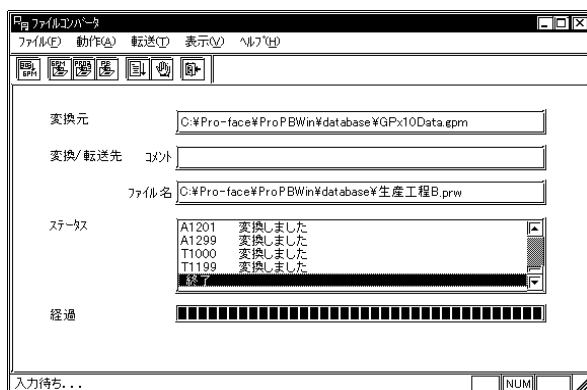 ファイルコンバータ
ファイル(F) 動作(A) 転送(T) 表示(V) ヘルプ(H)
変換元 C:¥Pro-face¥ProPBWin¥database¥GPx10Data.gpm
変換/転送先 コメント
ファイル名 C:¥Pro-face¥ProPBWin¥database¥生産工程B.prw
ステータス
A1201 変換しました
A1299 変換しました
T1000 変換しました
T1199 変換しました
終了
経過
入力待ち... NUM